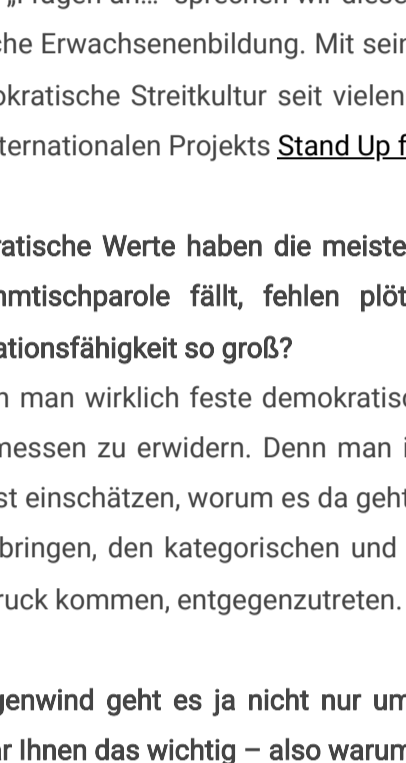 „Fragen an…“ sprechen wir diese
che Erwachsenenbildung. Mit sein
okratische Streitkultur seit vielen
ternationalen Projekts Stand Up f
ratische Werte haben die meiste
mmtischparole fällt, fehlen plöt
ationsfähigkeit so groß?
n man wirklich feste demokratisc
messen zu erwidern. Denn man i
st einschätzen, worum es da geht
bringen, den kategorischen und
ruck kommen, entgegenzutreten.
genwind geht es ja nicht nur um
r Ihnen das wichtig – also warum